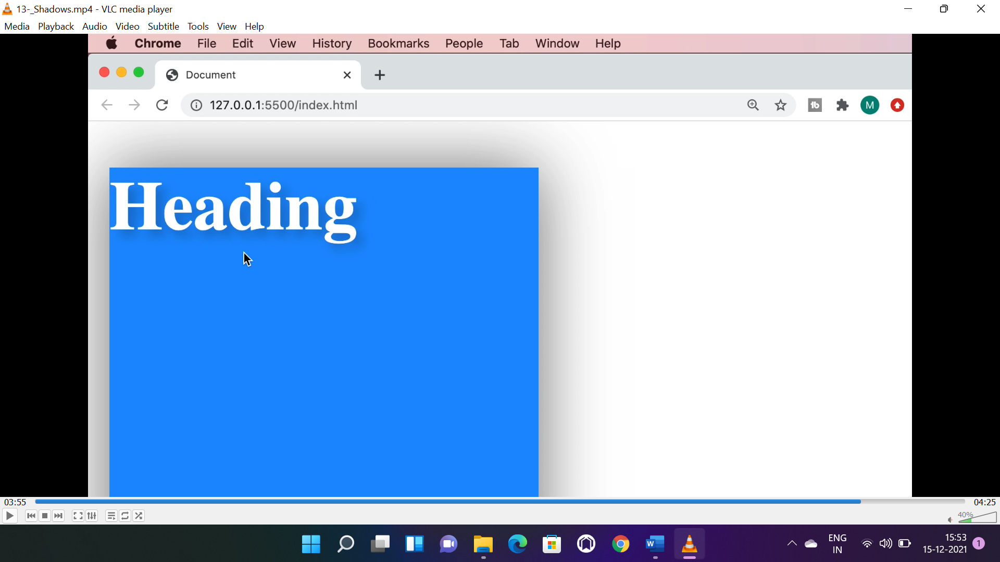 13-_Shadows.mp4 - VLC media player
Media Playback Audio Video Subtitle Tools View Help
Chrome File Edit View History Bookmarks People Tab Window Help
Document
127.0.0.1:5500/index.html
M
Heading
03:55
04:25
40%
ENG
IN
15:53
15-12-2021
1